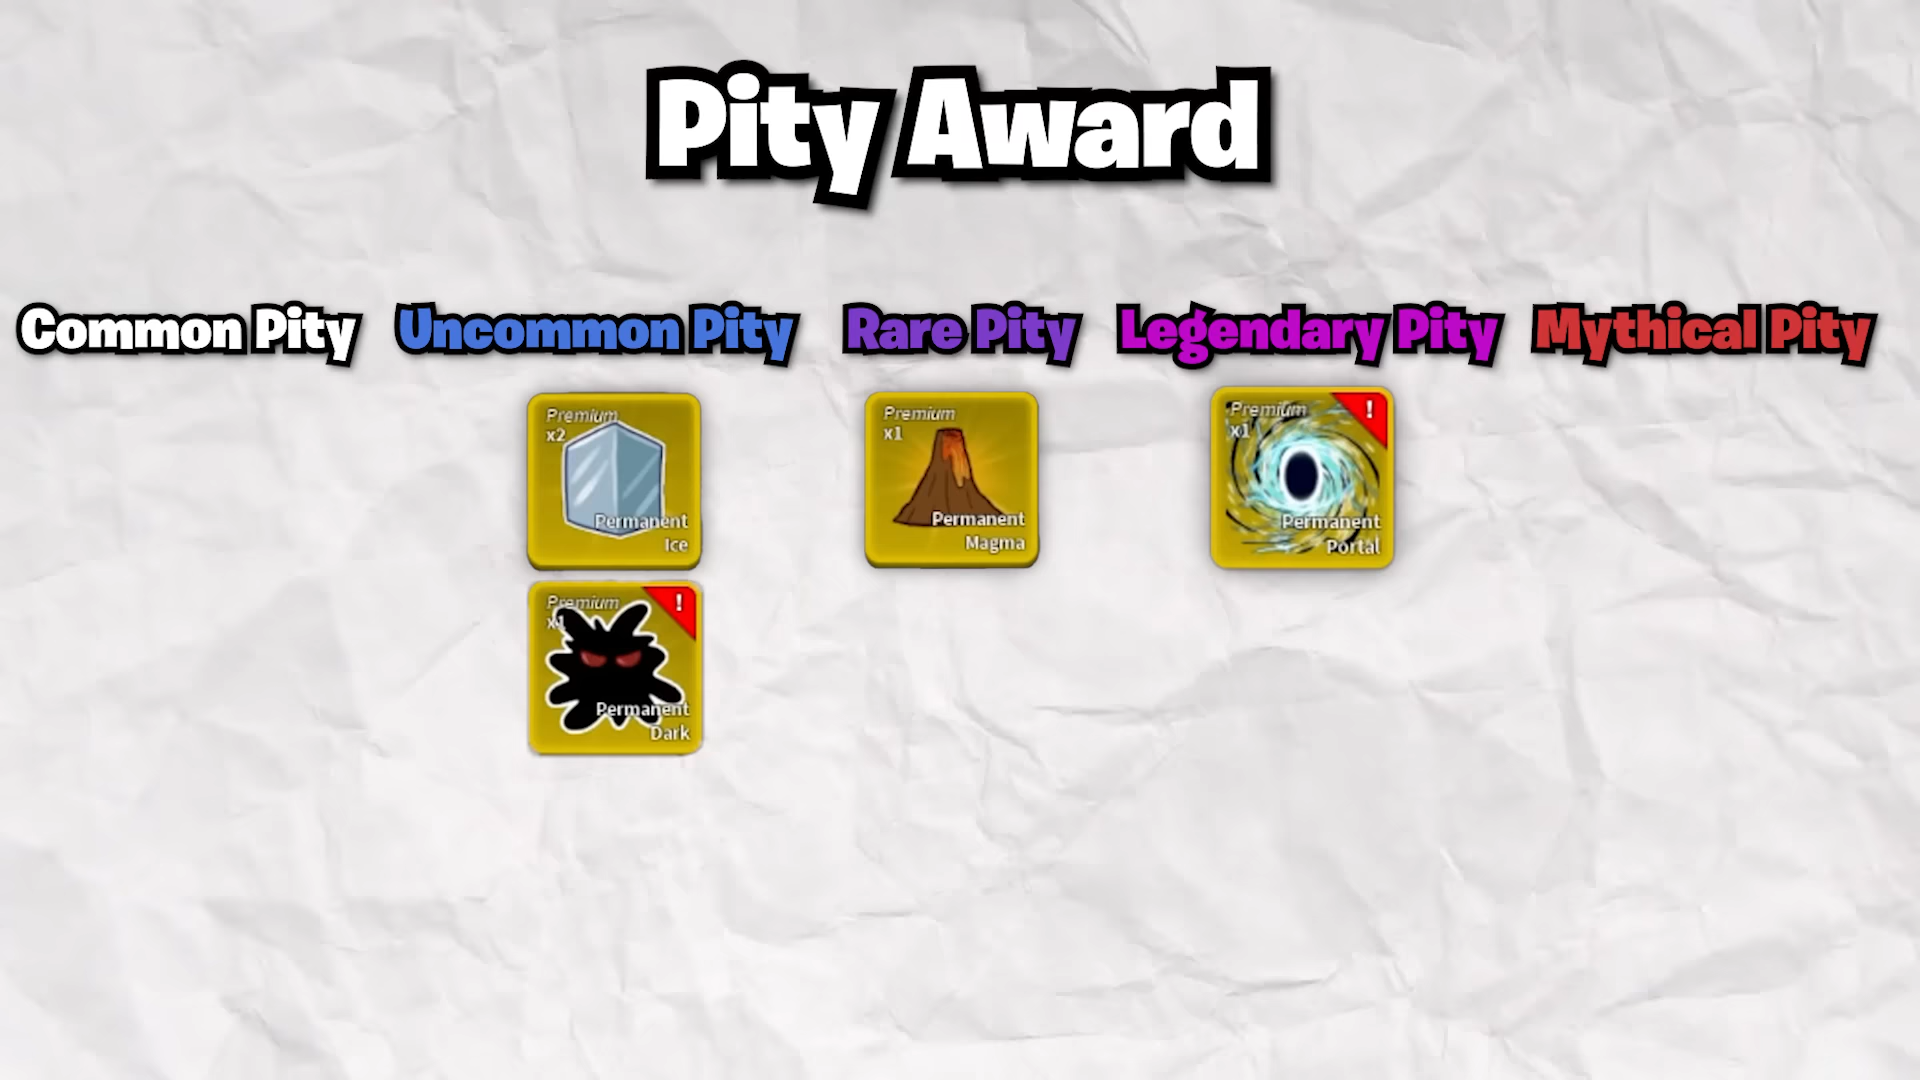 Pity Award
Common Pity
Uncommon Pity
Rare Pity
Legendary Pity
Mythical Pity
Premium
x2
Permanent
Ice
Premium
x1
Permanent
Magma
Premium
x1
!
Permanent
Portal
Premium
x1
!
Permanent
Dark